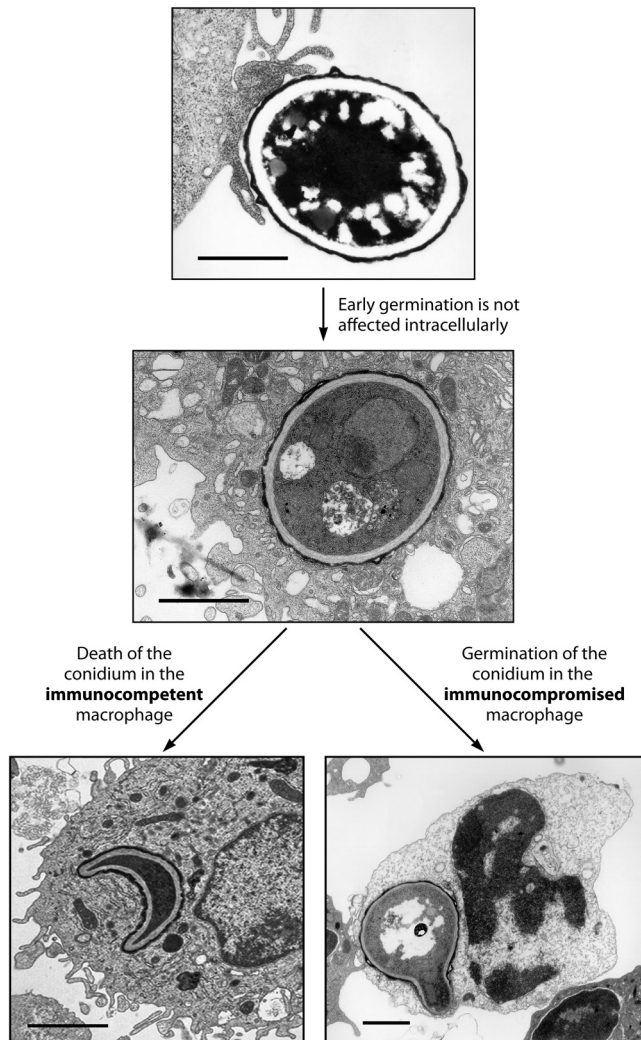 Early germination is not
affected intracellularly
Death of the
conidium in the
immunocompetent
macrophage
Germination of the
conidium in the
immunocompromised
macrophage